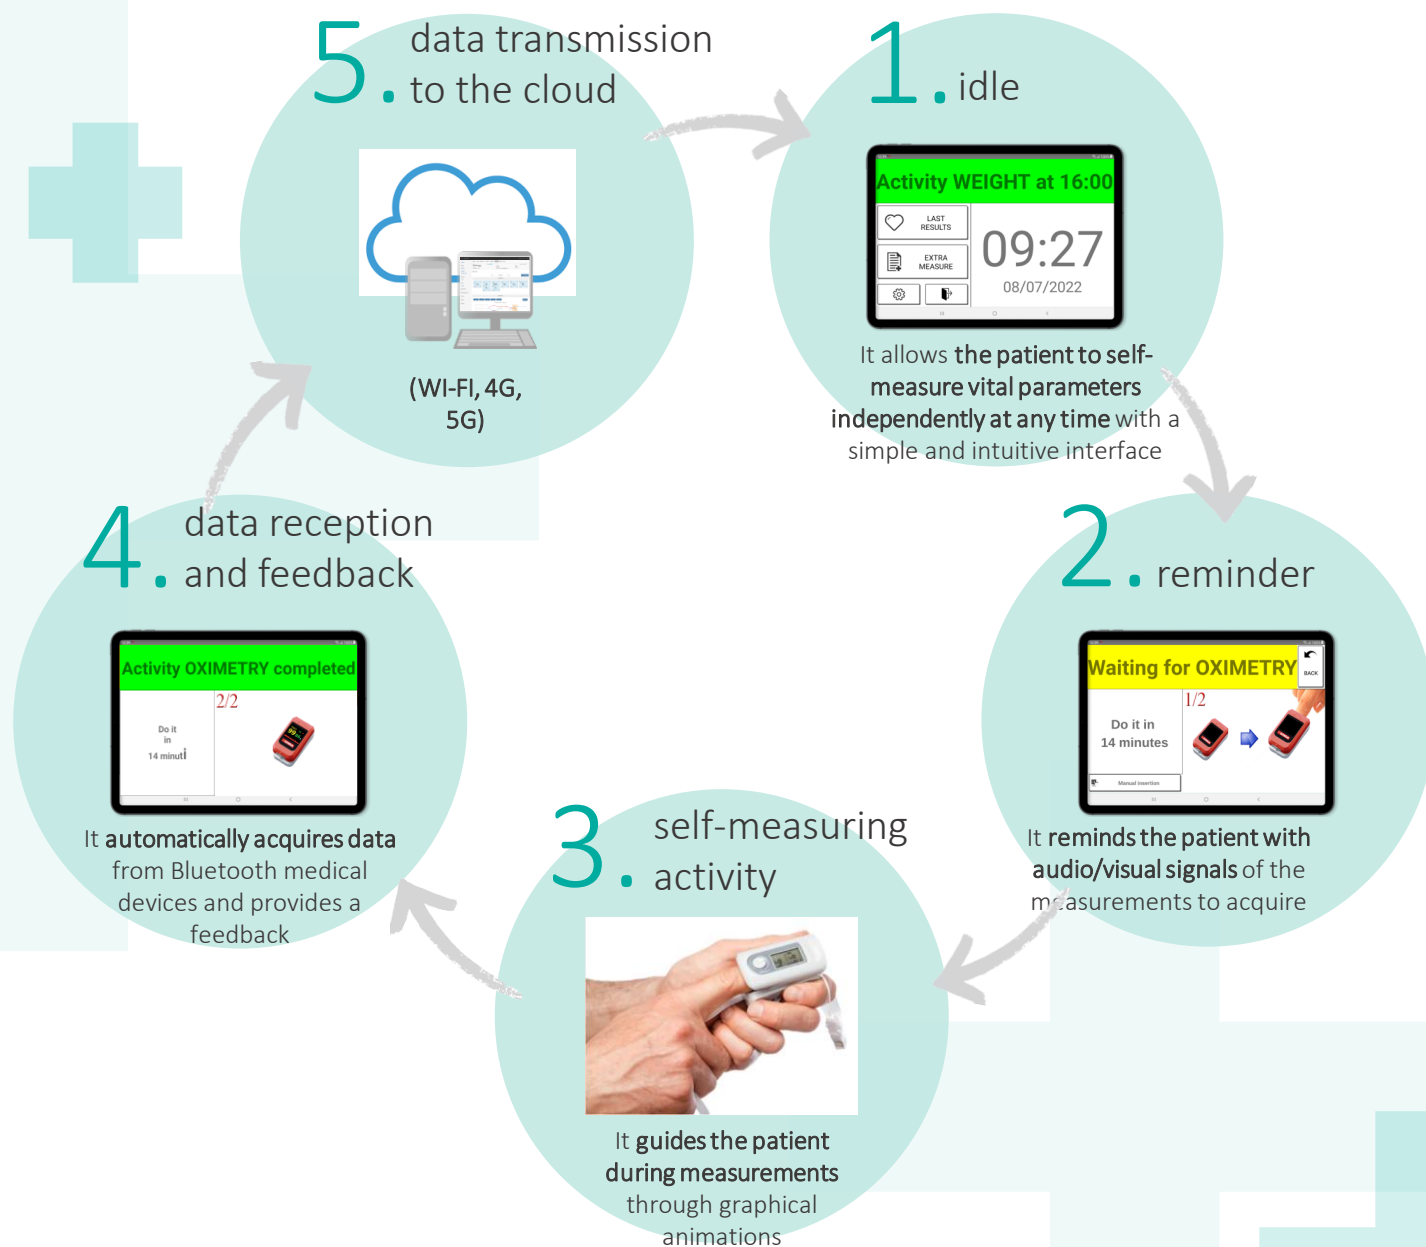 5. data transmission
to the cloud
(WI-FI, 4G,
5G)
1. idle
Activity WEIGHT at 16:00
LAST
RESULTS
EXTRA
MEASURE
09:27
08/07/2022
It allows the patient to self-
measure vital parameters
independently at any time with a
simple and intuitive interface
2. reminder
Waiting for OXIMETRY
BACK
1/2
Do it in
14 minutes
Manual insertion
It reminds the patient with
audio/visual signals of the
measurements to acquire
3. self-measuring
activity
It guides the patient
during measurements
through graphical
animations
4. data reception
and feedback
Activity OXIMETRY completed
2/2
Do it
in
14 minuti
It automatically acquires data
from Bluetooth medical
devices and provides a
feedback